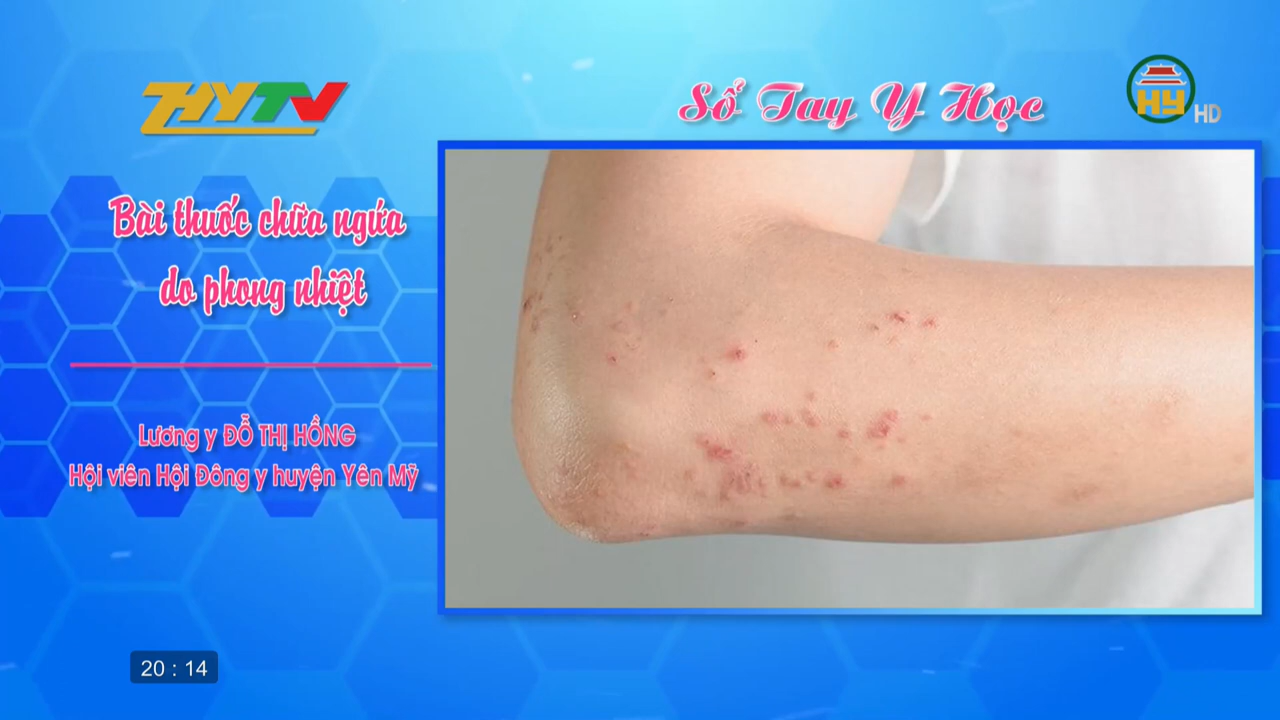 HYTV
Sổ Tay Y Học
HY HD
Bài thuốc chữa ngứa
do phong nhiệt
Lương y ĐỖ THỊ HỒNG
Hội viên Hội Đông y huyện Yên Mỹ
20 : 14